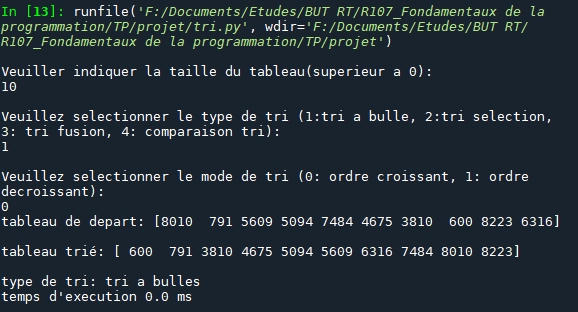 In [13]: runfile('F:/Documents/Etudes/BUT RT/R107_Fondamentaux de la
programmation/TP/projet/tri.py', wdir='F:/Documents/Etudes/BUT RT/
R107_Fondamentaux de la programmation/TP/projet')
Veuiller indiquer la taille du tableau(superieur a 0):
10
Veuillez selectionner le type de tri (1:tri a bulle, 2:tri selection,
3: tri fusion, 4: comparaison tri):
1
Veuillez selectionner le mode de tri (0: ordre croissant, 1: ordre
decroissant):
0
tableau de depart: [8010  791 5609 5094 7484 4675 3810  600 8223 6316]
tableau trié: [ 600  791 3810 4675 5094 5609 6316 7484 8010 8223]
type de tri: tri a bulles
temps d'execution 0.0 ms